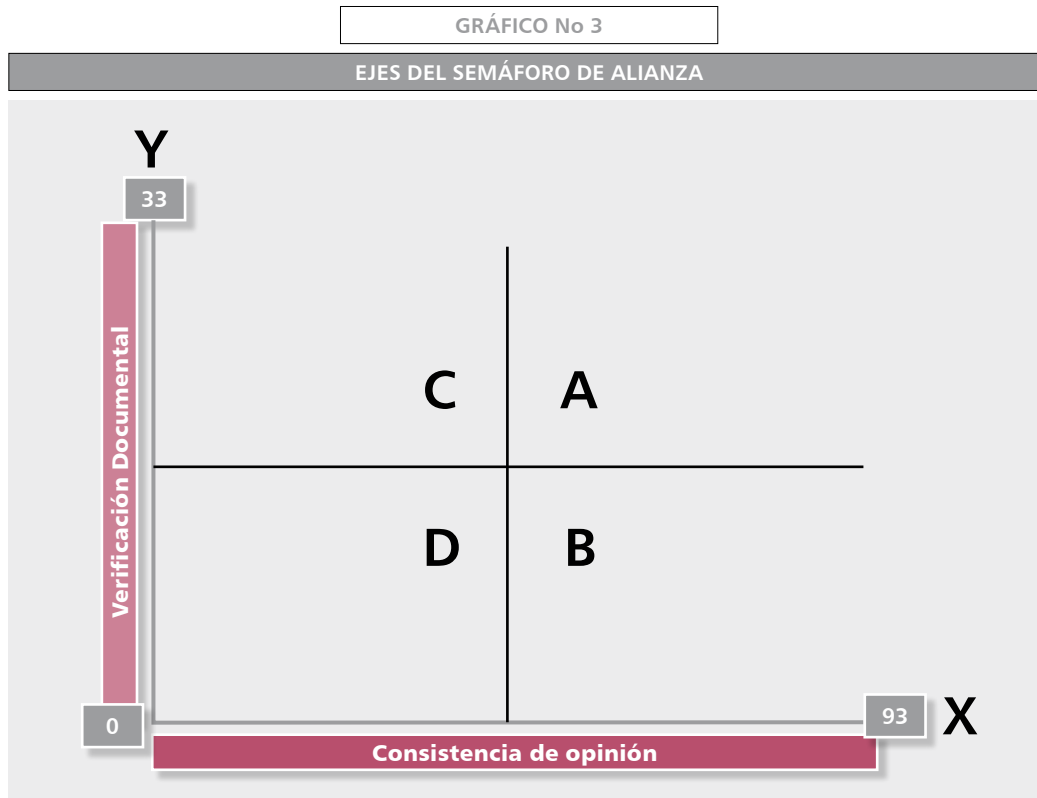 GRÁFICO No 3
EJES DEL SEMÁFORO DE ALIANZA
Y
33
Verificación Documental
C
A
D
B
0
93
X
Consistencia de opinión